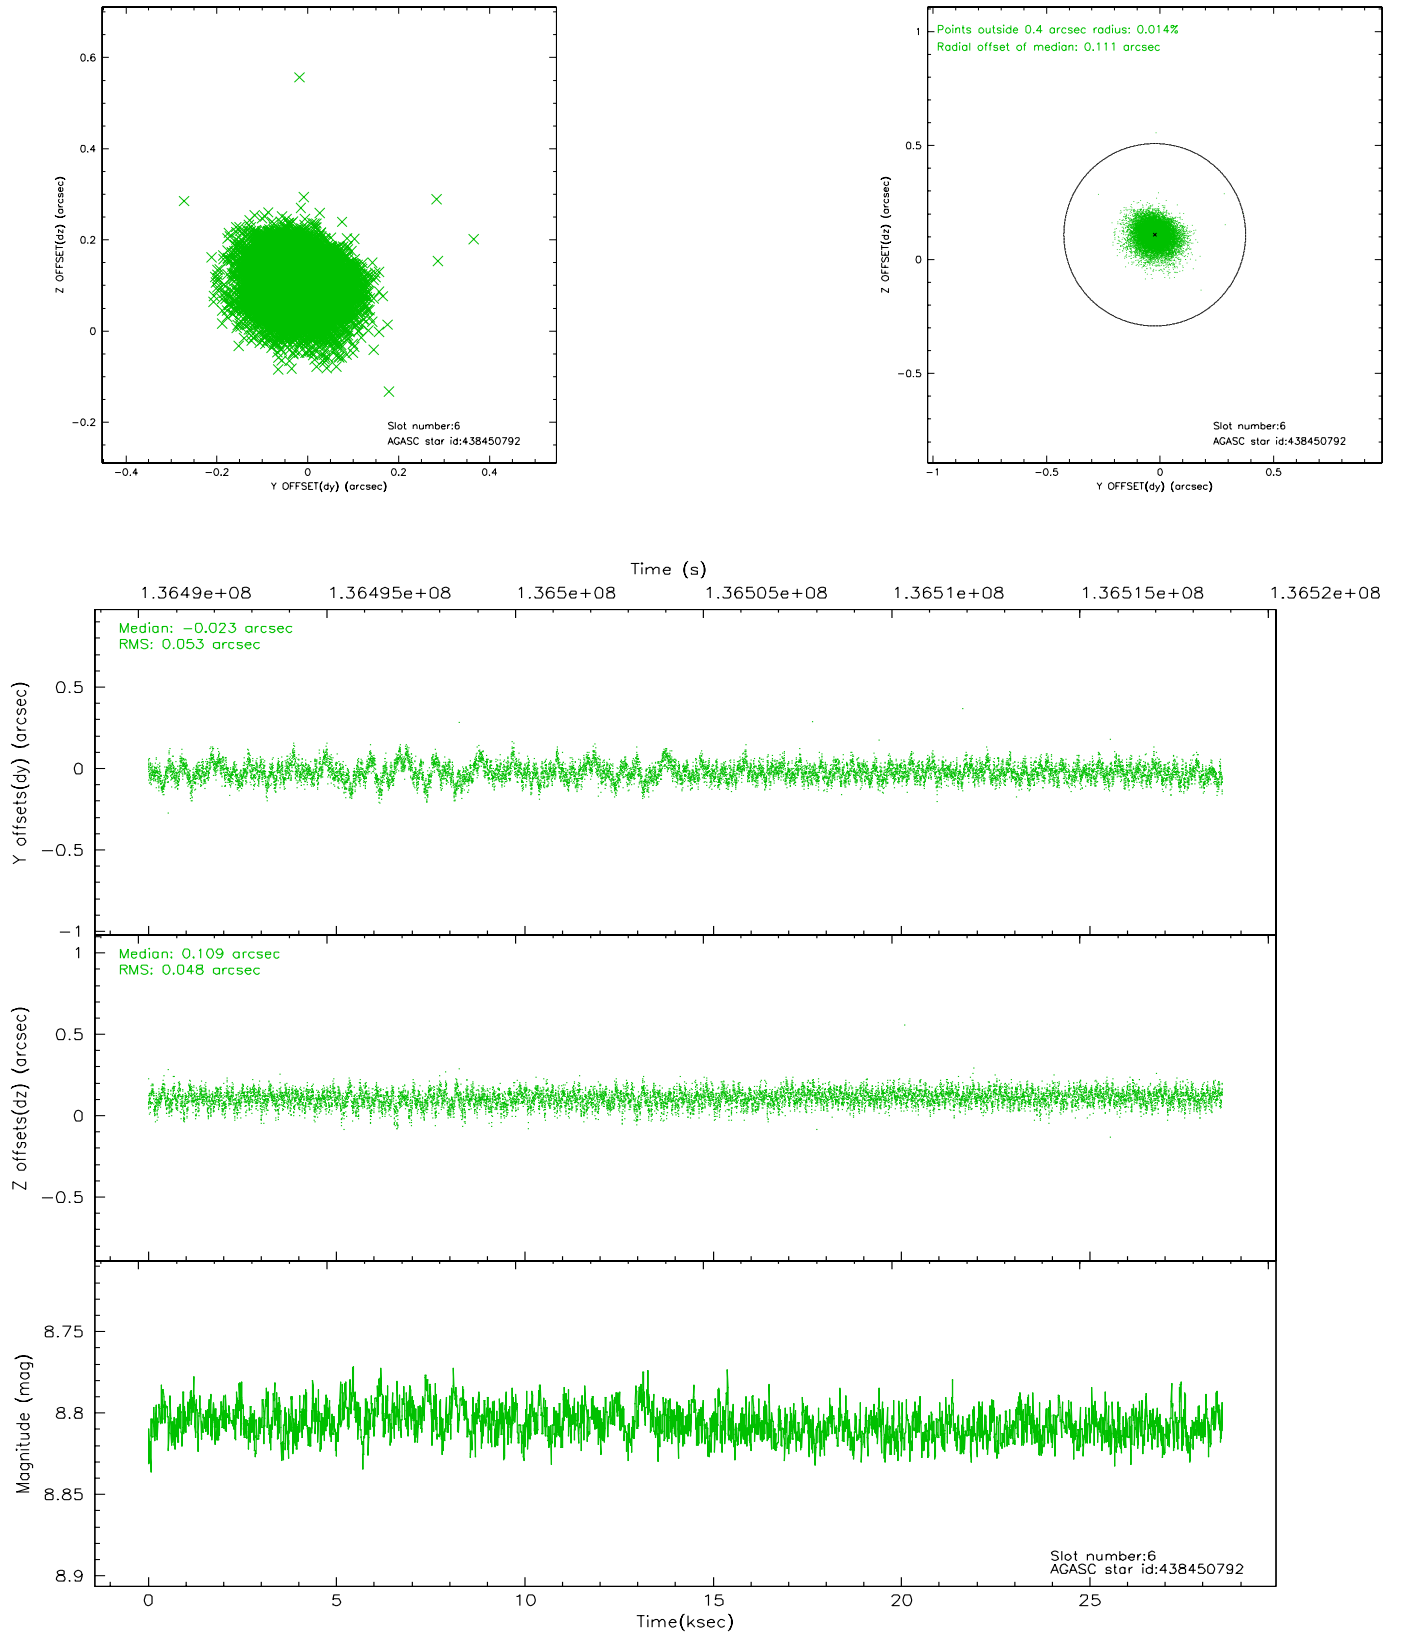 0.6
0.4
0.2
0
−0.2
Z OFFSET(dz) (arcsec)
Slot number:6
AGASC star id:438450792
−0.4 −0.2 0 0.2 0.4
Y OFFSET(dy) (arcsec)
Points outside 0.4 arcsec radius: 0.014%
Radial offset of median: 0.111 arcsec
1
0.5
0
−0.5
Z OFFSET(dz) (arcsec)
Slot number:6
AGASC star id:438450792
−1 −0.5 0 0.5
Y OFFSET(dy) (arcsec)
Time (s)
1.3649e+08 1.36495e+08 1.365e+08 1.36505e+08 1.3651e+08 1.36515e+08 1.3652e+08
Median: −0.023 arcsec
RMS: 0.053 arcsec
0.5
0
−0.5
−1
Y offsets(dy) (arcsec)
Median: 0.109 arcsec
RMS: 0.048 arcsec
1
0.5
0
−0.5
Z offsets(dz) (arcsec)
8.75
8.8
8.85
8.9
Magnitude (mag)
Slot number:6
AGASC star id:438450792
0 5 10 15 20 25
Time(ksec)